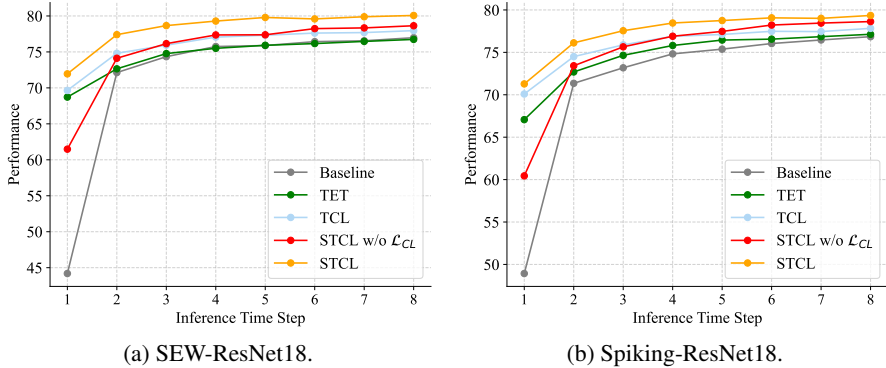 80
75
70
65
60
55
50
45
Performance
1 2 3 4 5 6 7 8
Inference Time Step
Baseline
TET
TCL
STCL w/o ℒ_CL
STCL
(a) SEW-ResNet18.
80
75
70
65
60
55
50
Performance
1 2 3 4 5 6 7 8
Inference Time Step
Baseline
TET
TCL
STCL w/o ℒ_CL
STCL
(b) Spiking-ResNet18.